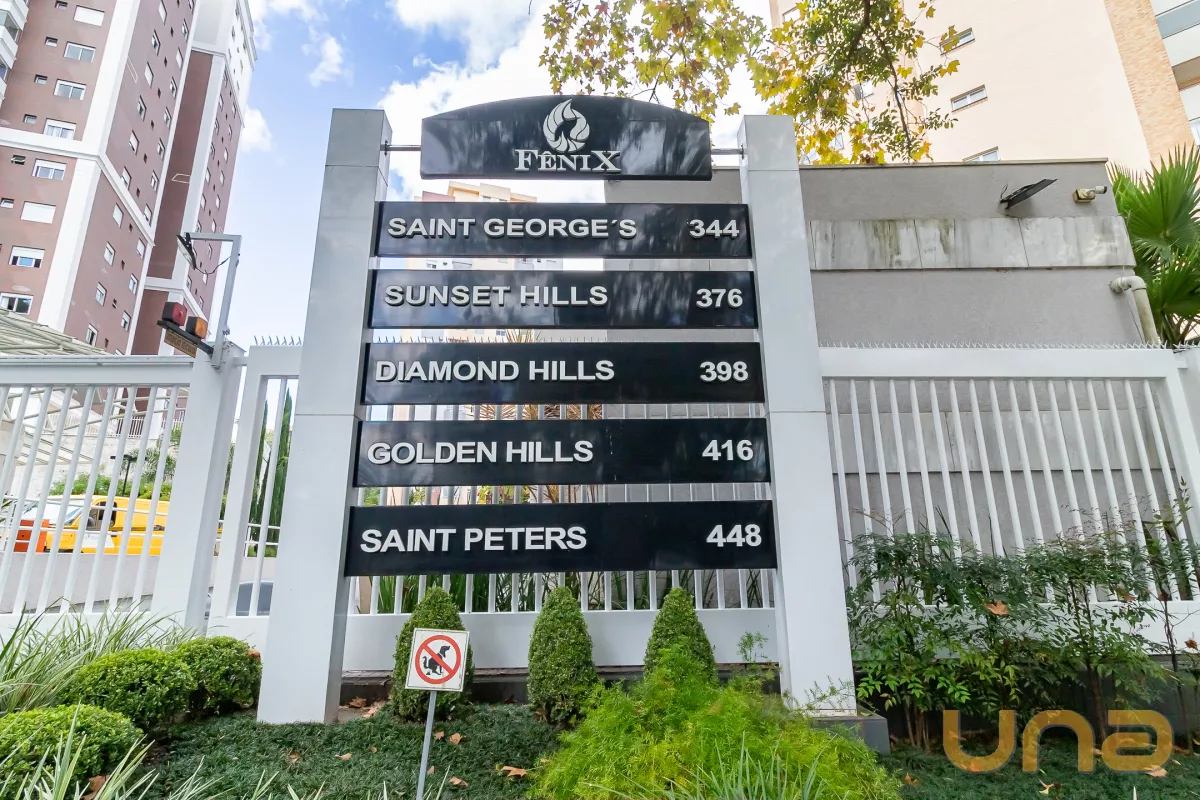 FÊNIX
SAINT GEORGE´S 344
SUNSET HILLS 376
DIAMOND HILLS 398
GOLDEN HILLS 416
SAINT PETERS 448
una